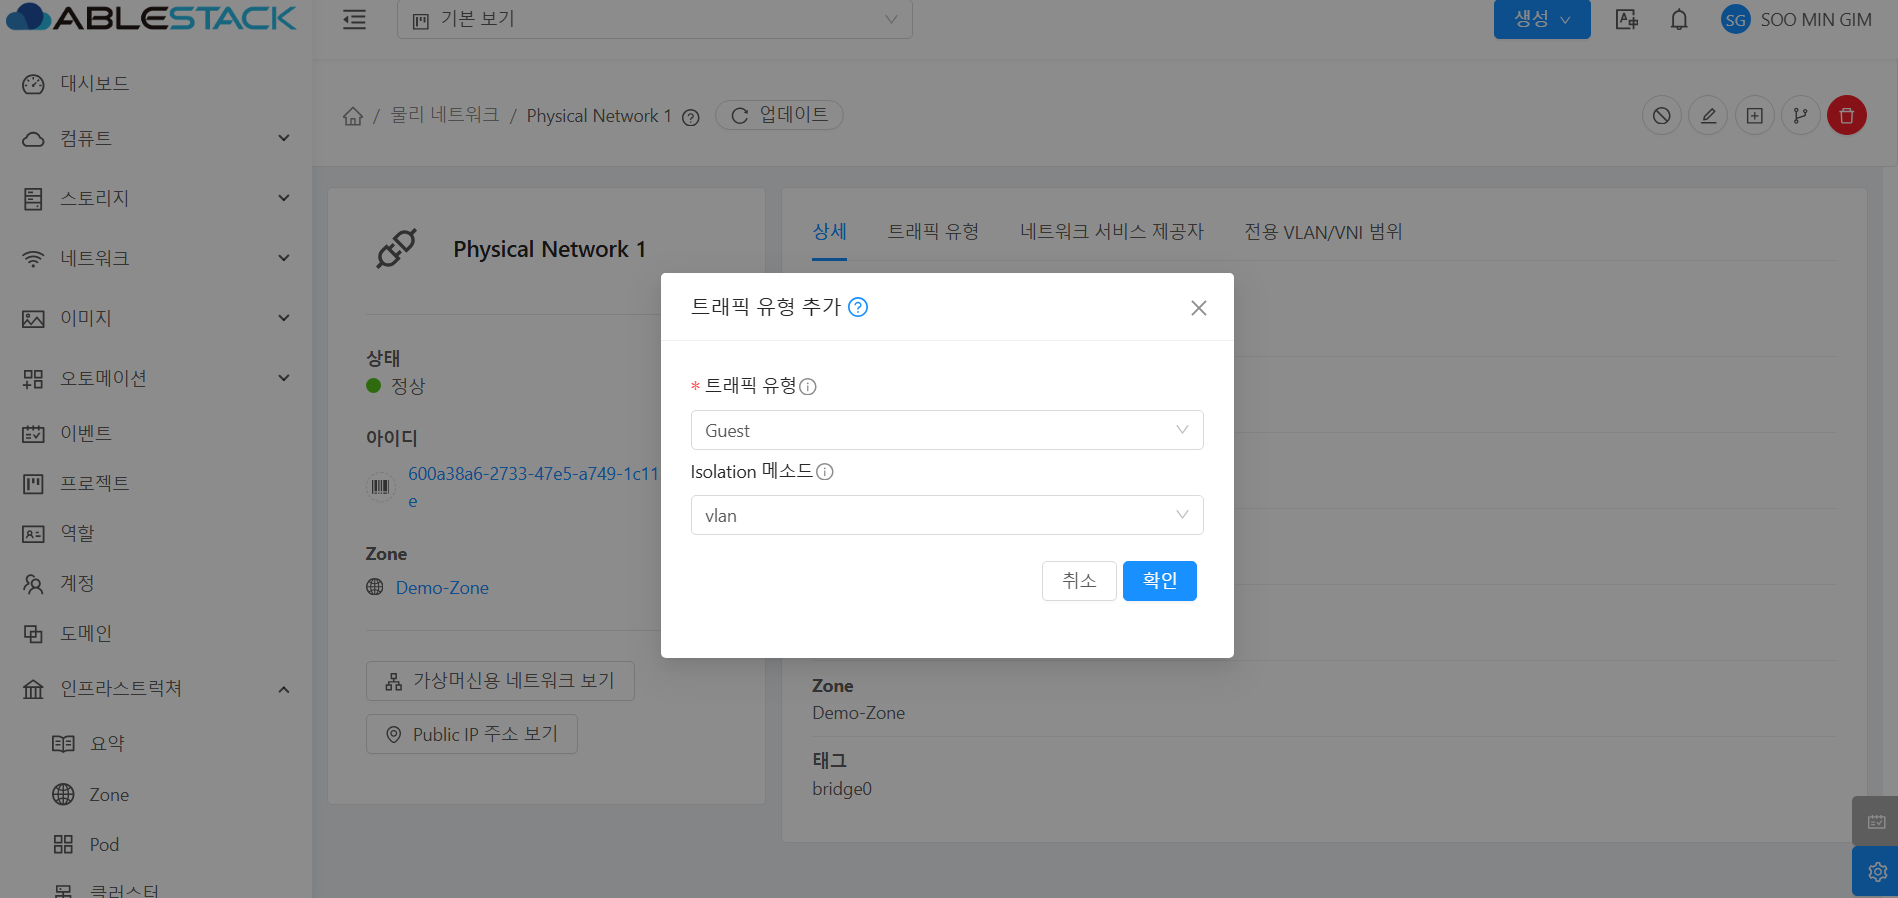 ABLESTACK
기본 보기
생성
SG SOO MIN GIM
대시보드
컴퓨트
스토리지
네트워크
이미지
오토메이션
이벤트
프로젝트
역할
계정
도메인
인프라스트럭쳐
요약
Zone
Pod
클러스터
/ 물리 네트워크 / Physical Network 1 업데이트
Physical Network 1
상태
정상
아이디
600a38a6-2733-47e5-a749-1c11
e
Zone
Demo-Zone
가상머신용 네트워크 보기
Public IP 주소 보기
상세 트래픽 유형 네트워크 서비스 제공자 전용 VLAN/VNI 범위
트래픽 유형 추가
* 트래픽 유형
Guest
Isolation 메소드
vlan
취소 확인
Zone
Demo-Zone
태그
bridge0